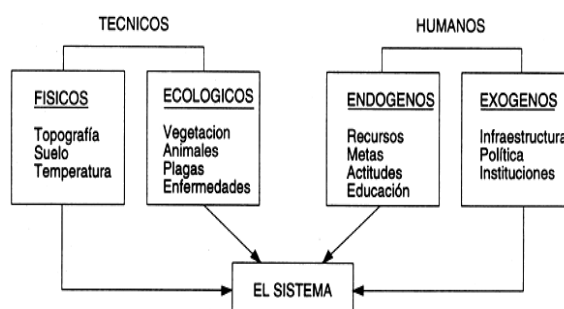 TECNICOS
HUMANOS
FISICOS
Topografía
Suelo
Temperatura
ECOLOGICOS
Vegetacion
Animales
Plagas
Enfermedades
ENDOGENOS
Recursos
Metas
Actitudes
Educación
EXOGENOS
Infraestructura
Política
Instituciones
EL SISTEMA